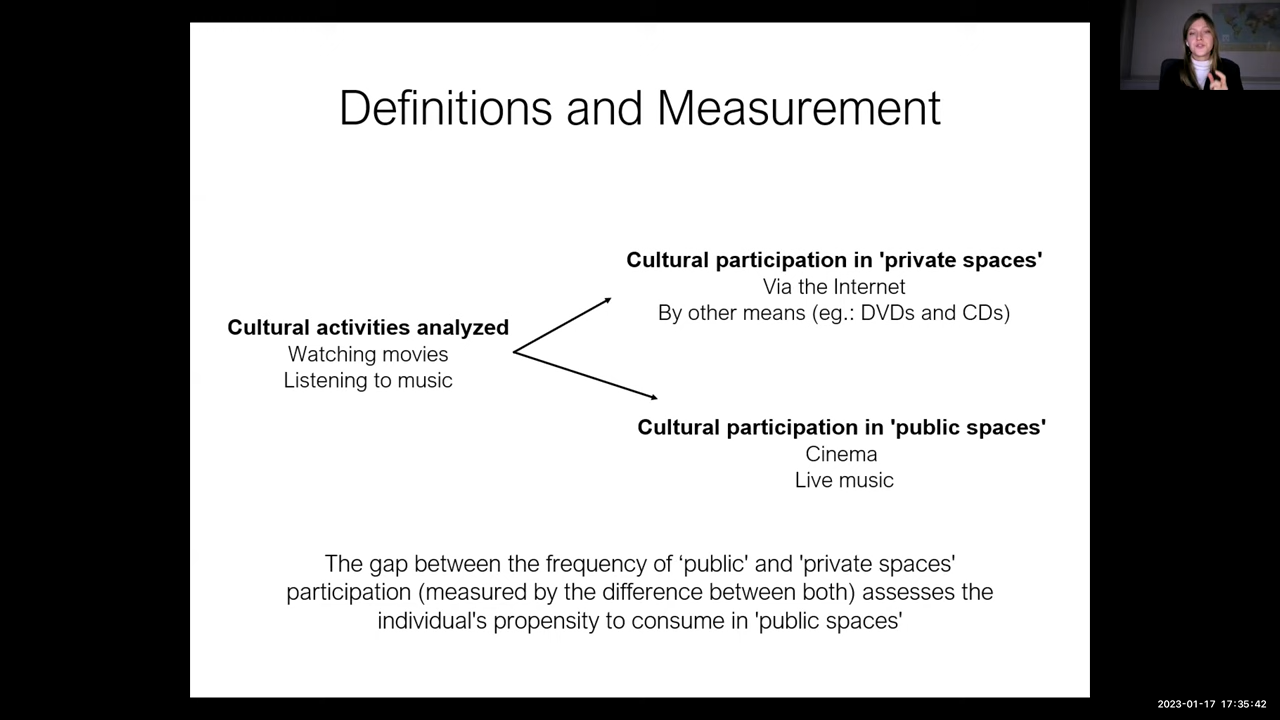 Definitions and Measurement
Cultural activities analyzed
Watching movies
Listening to music
Cultural participation in 'private spaces'
Via the Internet
By other means (eg.: DVDs and CDs)
Cultural participation in 'public spaces'
Cinema
Live music
The gap between the frequency of ‘public' and 'private spaces'
participation (measured by the difference between both) assesses the
individual's propensity to consume in 'public spaces'
2023-01-17 17:35:42